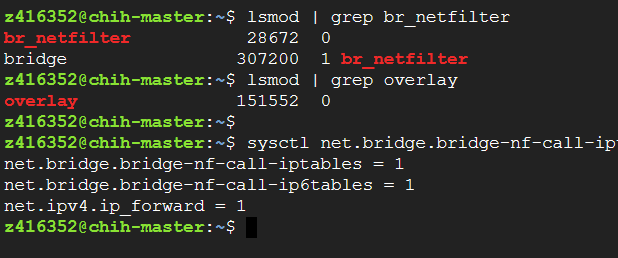 z416352@chih-master:~$ lsmod | grep br_netfilter
br_netfilter 28672 0
bridge 307200 1 br_netfilter
z416352@chih-master:~$ lsmod | grep overlay
overlay 151552 0
z416352@chih-master:~$
z416352@chih-master:~$ sysctl net.bridge.bridge-nf-call-ip
net.bridge.bridge-nf-call-iptables = 1
net.bridge.bridge-nf-call-ip6tables = 1
net.ipv4.ip_forward = 1
z416352@chih-master:~$